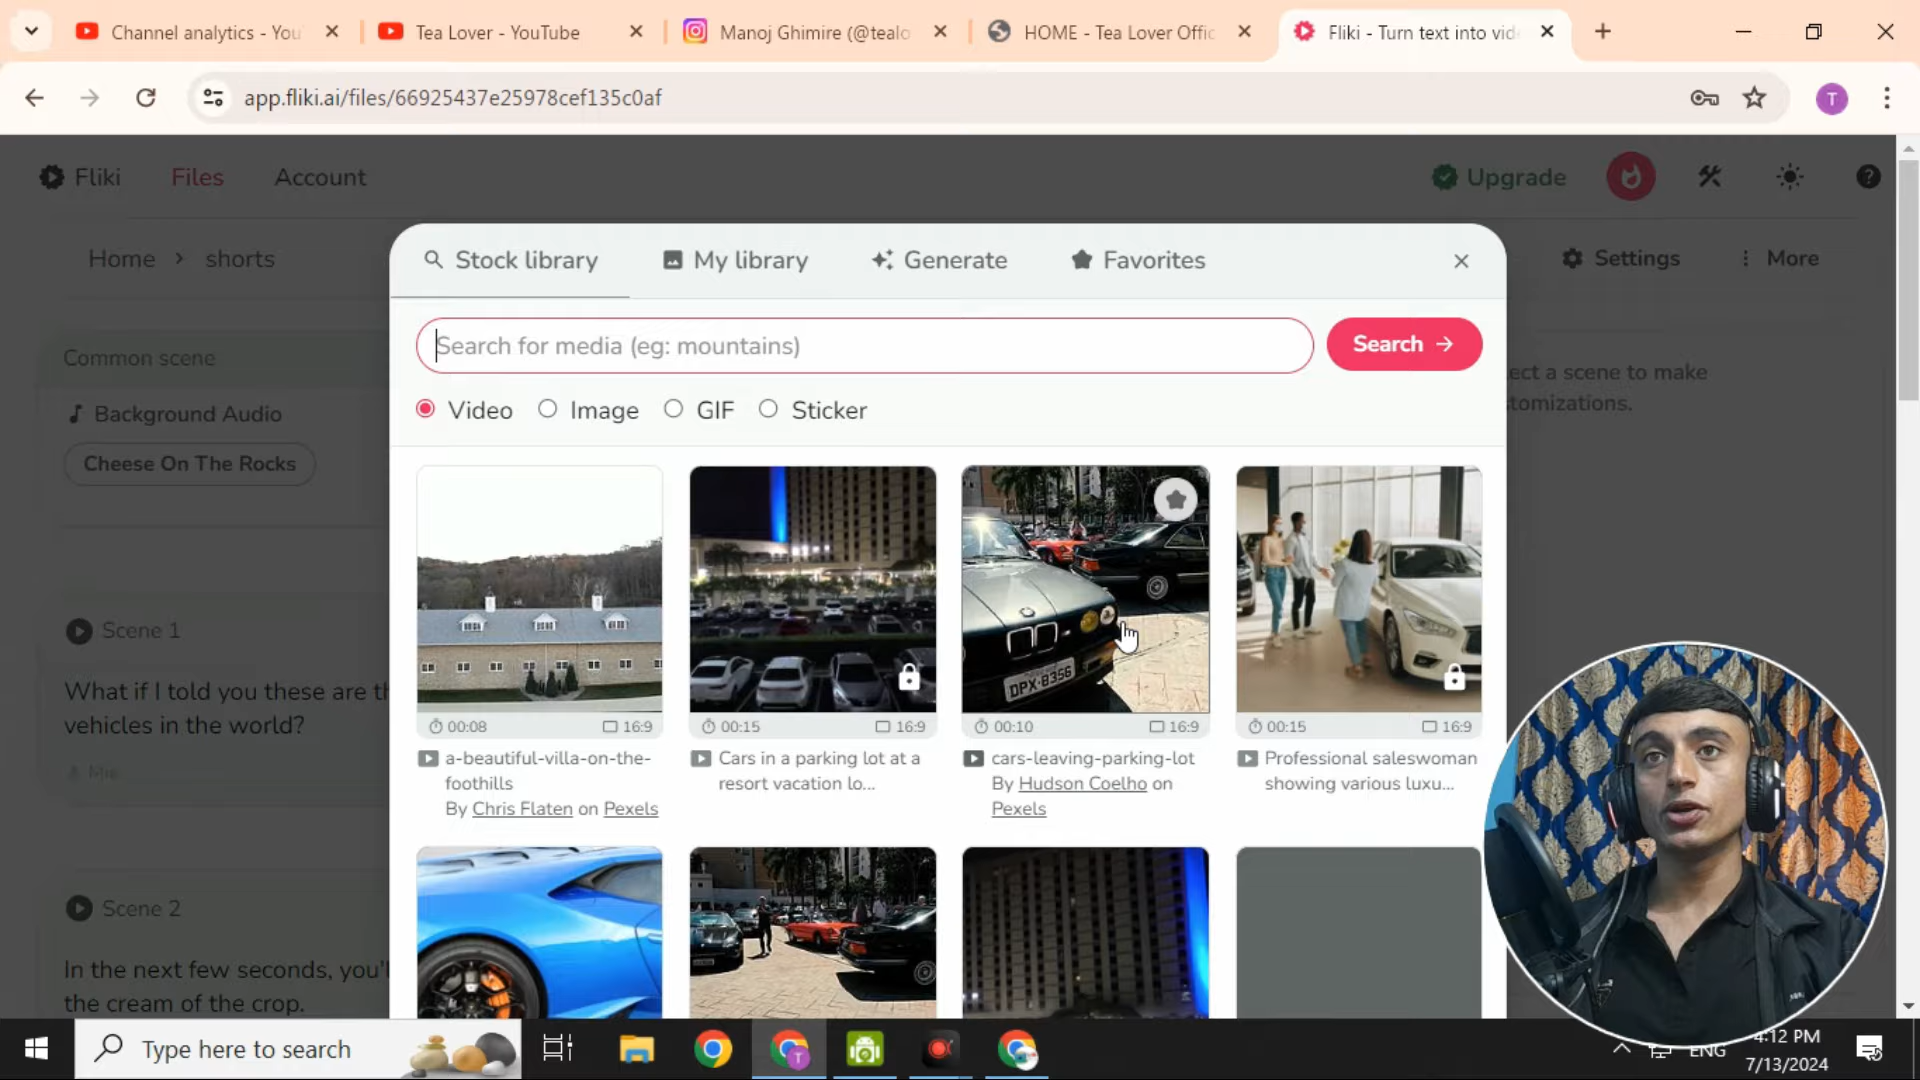 Channel analytics - You
Tea Lover - YouTube
Manoj Ghimire (@tealo
HOME - Tea Lover Offic
Fliki - Turn text into vid
app.fliki.ai/files/66925437e25978cef135c0af
T
Fliki
Files
Account
Upgrade
Home > shorts
Settings
More
Stock library
My library
Generate
Favorites
Search for media (eg: mountains)
Search →
Video
Image
GIF
Sticker
Common scene
Background Audio
Cheese On The Rocks
ect a scene to make
tomizations.
Scene 1
What if I told you these are th
vehicles in the world?
Mia
Scene 2
In the next few seconds, you'l
the cream of the crop.
DPX-8356
00:08 16:9
a-beautiful-villa-on-the-
foothills
By Chris Flaten on Pexels
00:15 16:9
Cars in a parking lot at a
resort vacation lo...
00:10 16:9
cars-leaving-parking-lot
By Hudson Coelho on
Pexels
00:15 16:9
Professional saleswoman
showing various luxu...
Type here to search
T
ENG
4:12 PM
7/13/2024